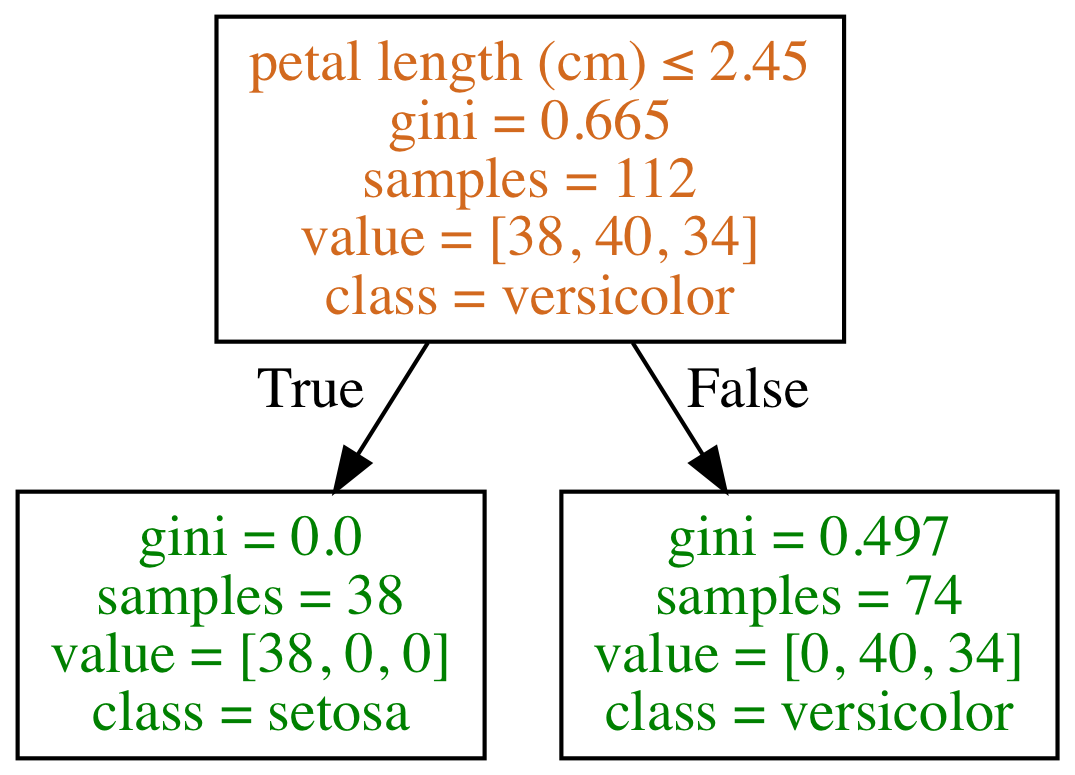 petal length (cm) ≤ 2.45
gini = 0.665
samples = 112
value = [38, 40, 34]
class = versicolor
True
False
gini = 0.0
samples = 38
value = [38, 0, 0]
class = setosa
gini = 0.497
samples = 74
value = [0, 40, 34]
class = versicolor